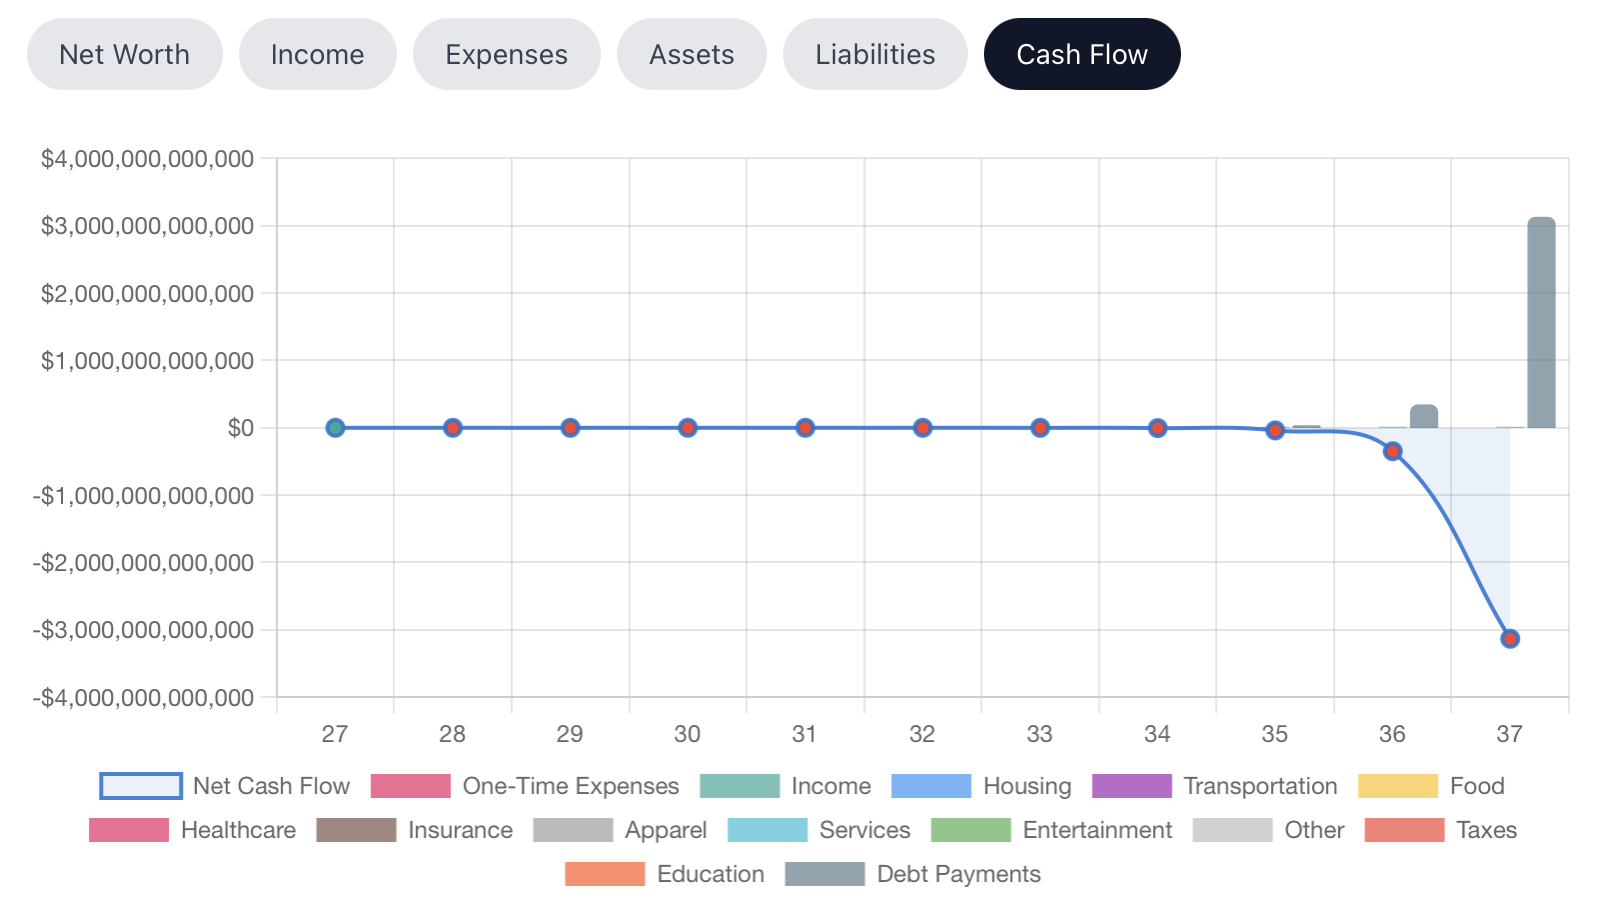 Net Worth Income Expenses Assets Liabilities Cash Flow
$4,000,000,000,000
$3,000,000,000,000
$2,000,000,000,000
$1,000,000,000,000
$0
-$1,000,000,000,000
-$2,000,000,000,000
-$3,000,000,000,000
-$4,000,000,000,000
27 28 29 30 31 32 33 34 35 36 37
Net Cash Flow One-Time Expenses Income Housing Transportation Food
Healthcare Insurance Apparel Services Entertainment Other Taxes
Education Debt Payments